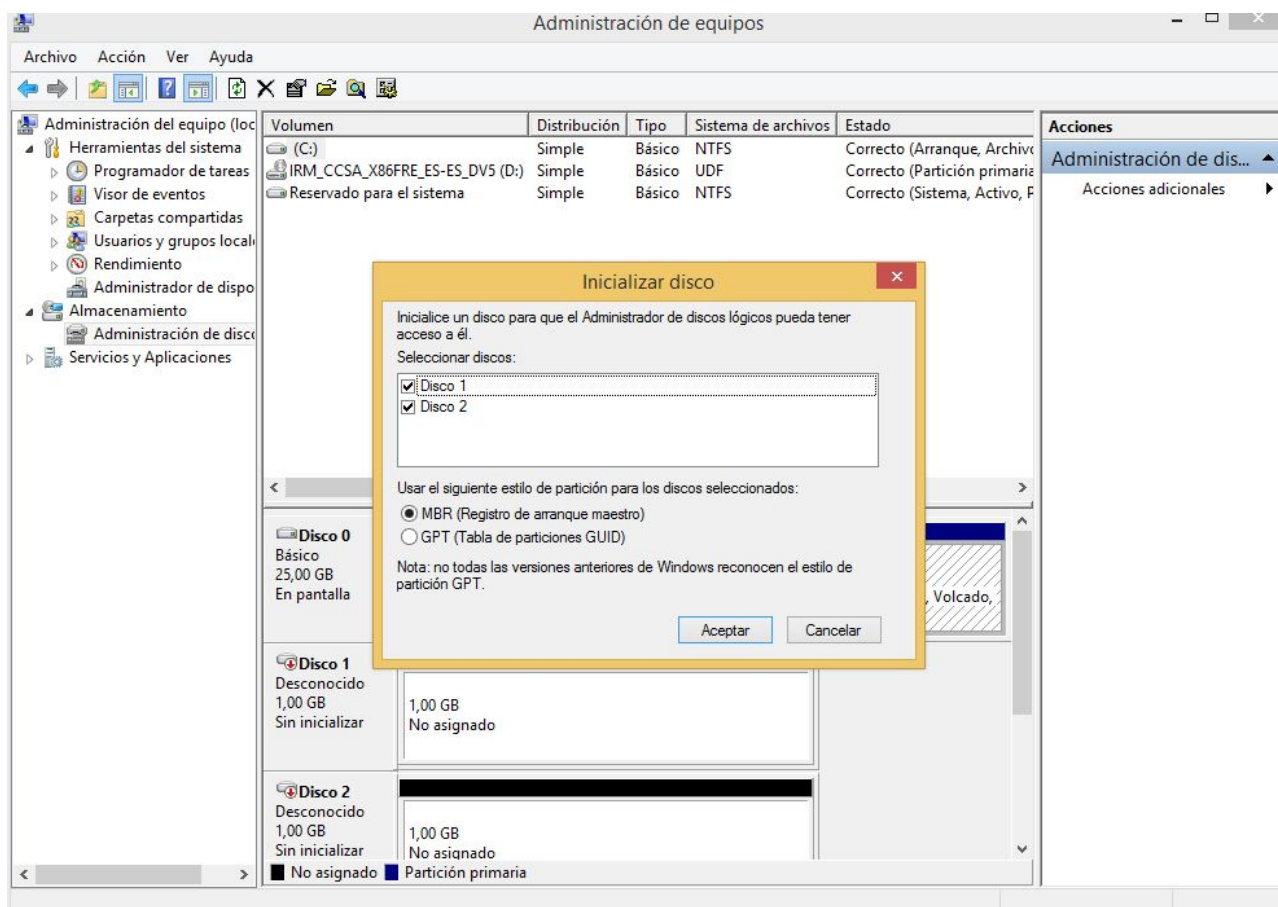 Administración de equipos
Archivo Acción Ver Ayuda
Administración del equipo (loc
Herramientas del sistema
Programador de tareas
Visor de eventos
Carpetas compartidas
Usuarios y grupos local
Rendimiento
Administrador de dispo
Almacenamiento
Administración de disc
Servicios y Aplicaciones
Volumen Distribución Tipo Sistema de archivos Estado
(C:) Simple Básico NTFS Correcto (Arranque, Archiv
IRM_CCSA_X86FRE_ES-ES_DV5 (D:) Simple Básico UDF Correcto (Partición primaria
Reservado para el sistema Simple Básico NTFS Correcto (Sistema, Activo, P
Acciones
Administración de dis...
Acciones adicionales
Inicializar disco
Inicialice un disco para que el Administrador de discos lógicos pueda tener
acceso a él.
Seleccionar discos:
Disco 1
Disco 2
Usar el siguiente estilo de partición para los discos seleccionados:
MBR (Registro de arranque maestro)
GPT (Tabla de particiones GUID)
Nota: no todas las versiones anteriores de Windows reconocen el estilo de
partición GPT.
Aceptar Cancelar
Disco 0
Básico
25,00 GB
En pantalla
, Volcado,
Disco 1
Desconocido
1,00 GB
Sin inicializar
1,00 GB
No asignado
Disco 2
Desconocido
1,00 GB
Sin inicializar
1,00 GB
No asignado
No asignado Partición primaria